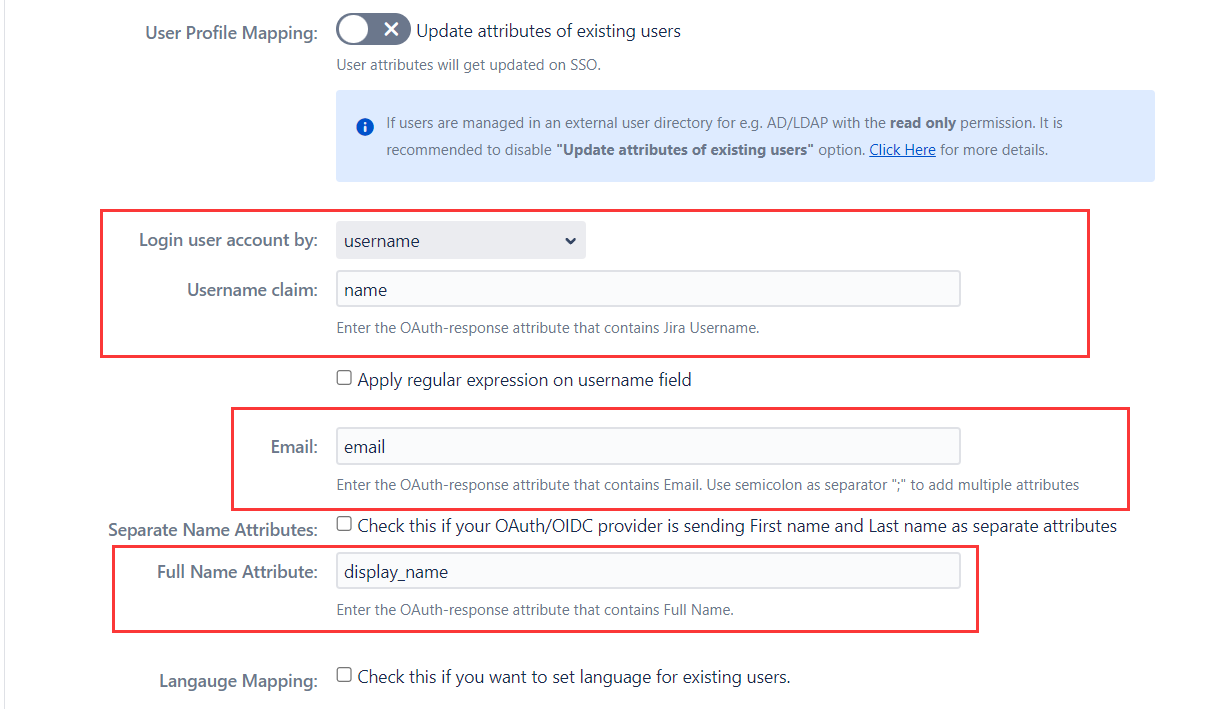 User Profile Mapping: Update attributes of existing users
User attributes will get updated on SSO.
If users are managed in an external user directory for e.g. AD/LDAP with the read only permission. It is
recommended to disable "Update attributes of existing users" option. Click Here for more details.
Login user account by: username
Username claim: name
Enter the OAuth-response attribute that contains Jira Username.
Apply regular expression on username field
Email: email
Enter the OAuth-response attribute that contains Email. Use semicolon as separator ";" to add multiple attributes
Separate Name Attributes: Check this if your OAuth/OIDC provider is sending First name and Last name as separate attributes
Full Name Attribute: display_name
Enter the OAuth-response attribute that contains Full Name.
Langauge Mapping: Check this if you want to set language for existing users.